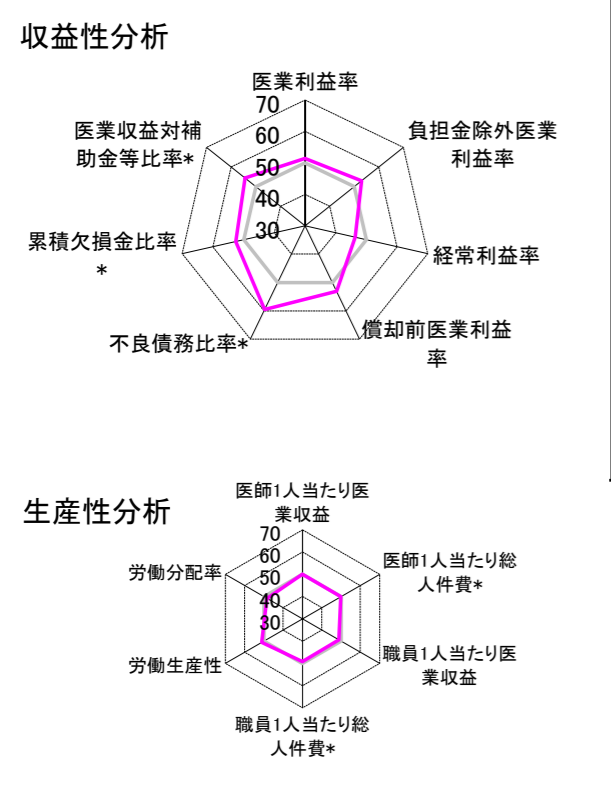 収益性分析
医業利益率
70
60
50
40
30
負担金除外医業
利益率
経常利益率
償却前医業利益
率
不良債務比率*
累積欠損金比率
*
医業収益対補
助金等比率*
生産性分析
医師1人当たり医
業収益
70
60
50
40
30
医師1人当たり総
人件費*
職員1人当たり医
業収益
職員1人当たり総
人件費*
労働生産性
労働分配率